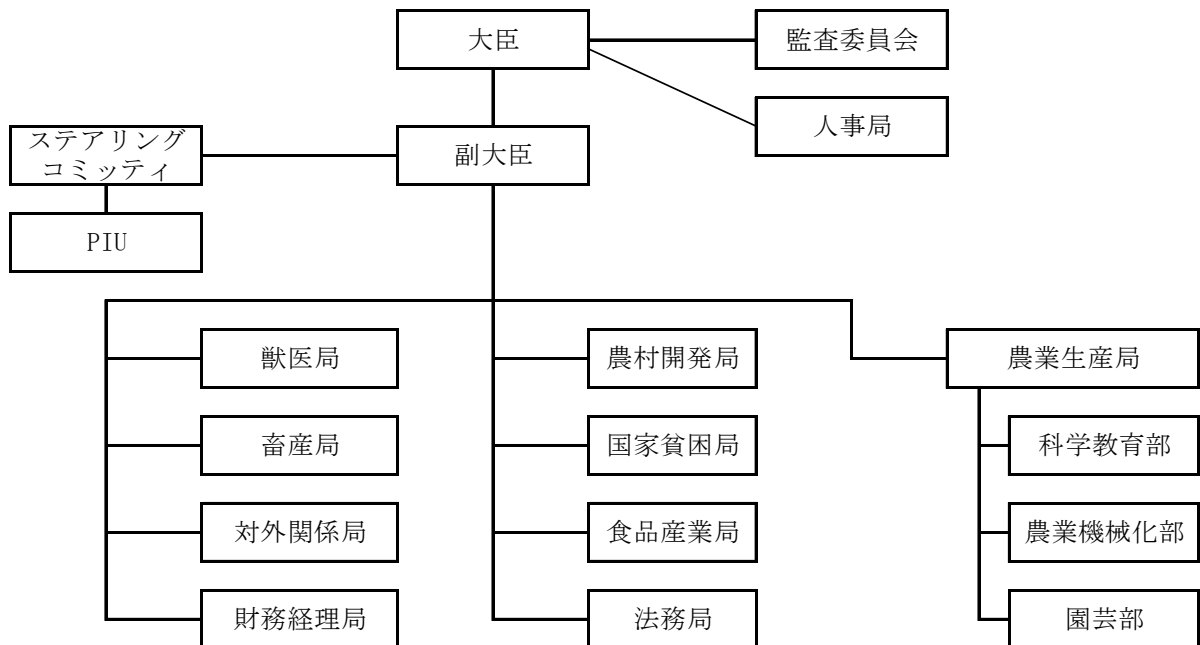 大臣
監査委員会
人事局
ステアリング
コミッティ
副大臣
PIU
獣医局
農村開発局
農業生産局
畜産局
国家貧困局
科学教育部
対外関係局
食品産業局
農業機械化部
財務経理局
法務局
園芸部